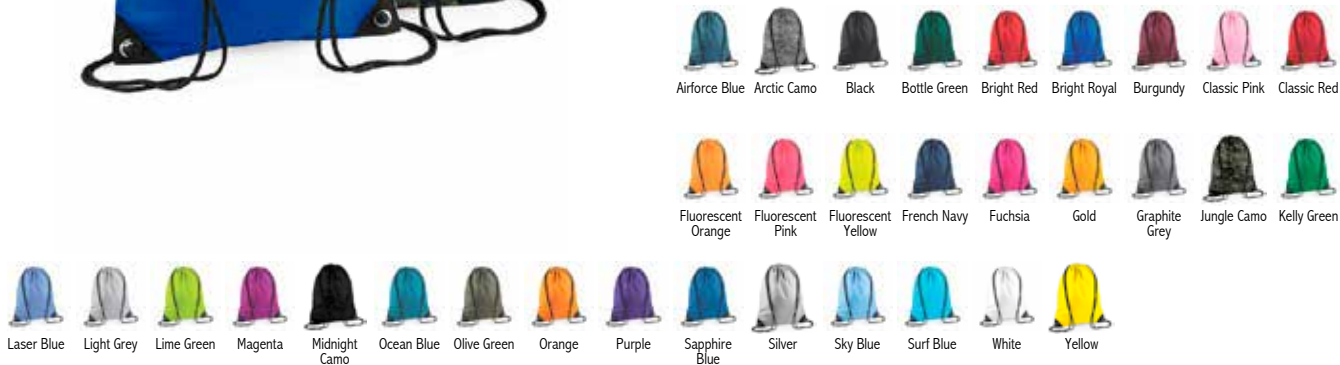 Airforce Blue Arctic Camo Black Bottle Green Bright Red Bright Royal Burgundy Classic Pink Classic Red
Fluorescent Orange Fluorescent Pink Fluorescent Yellow French Navy Fuchsia Gold Graphite Grey Jungle Camo Kelly Green
Laser Blue Light Grey Lime Green Magenta Midnight Camo Ocean Blue Olive Green Orange Purple Sapphire Blue Silver Sky Blue Surf Blue White Yellow